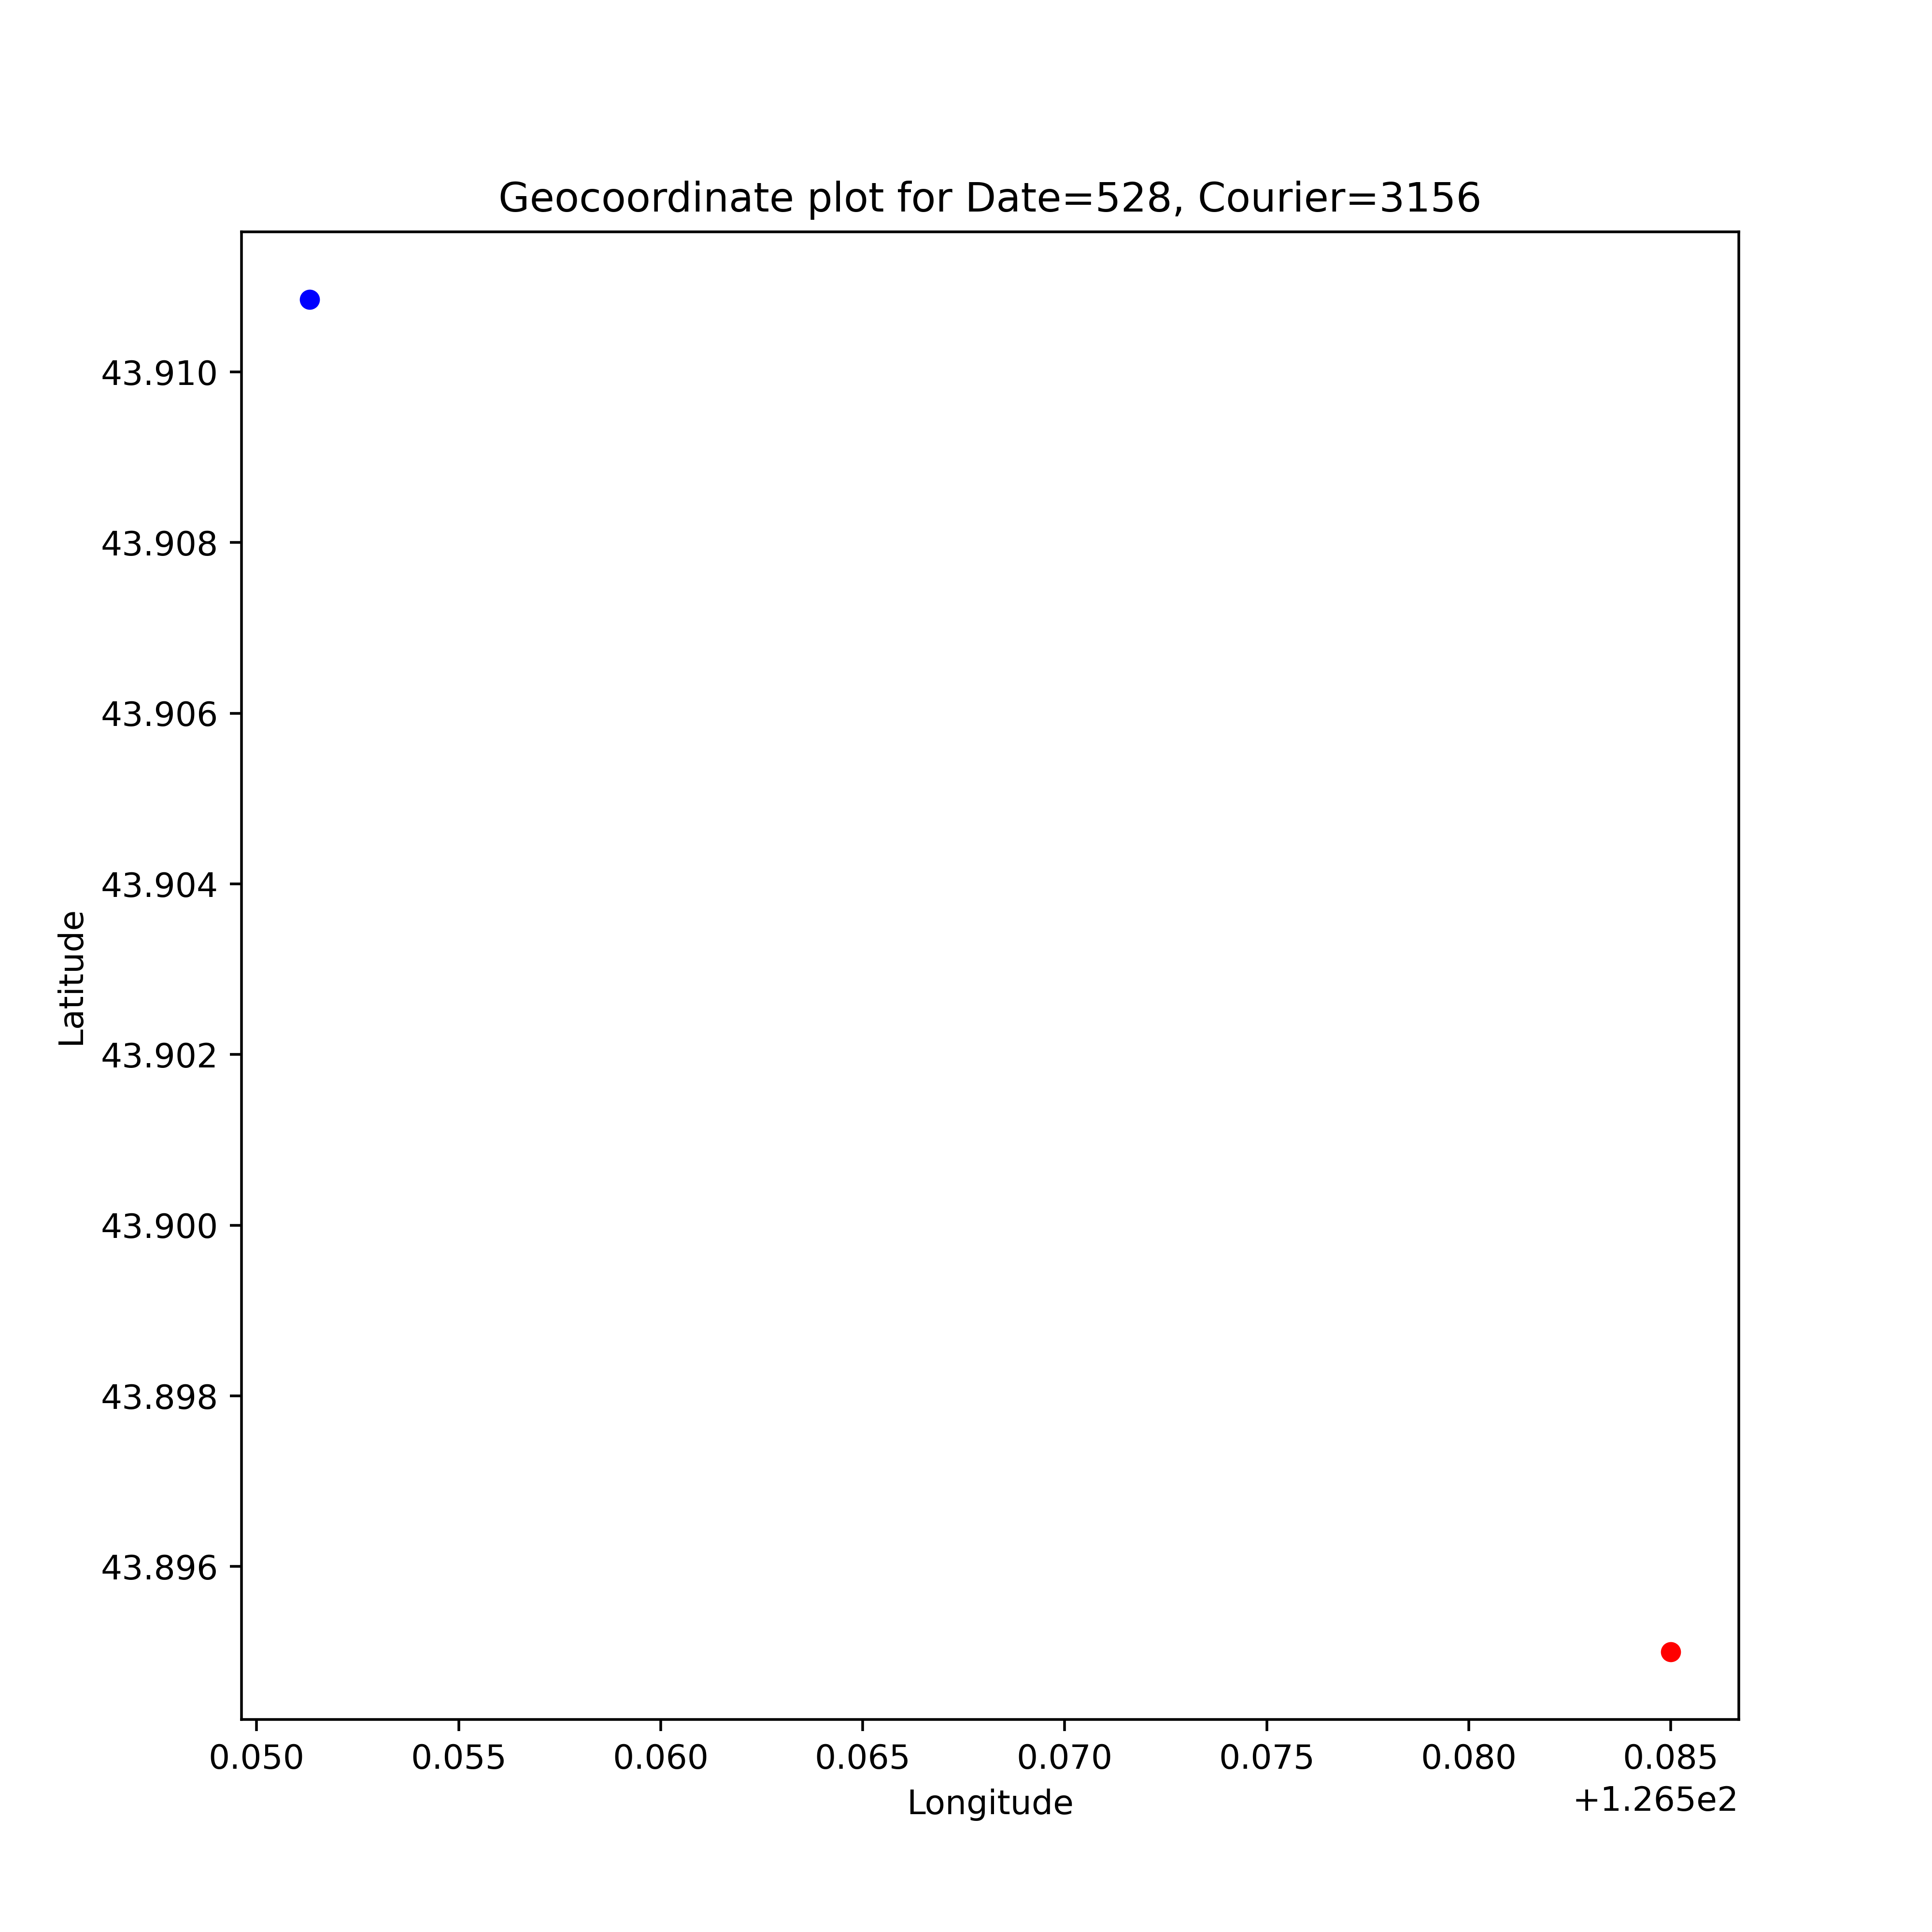 Geocoordinate plot for Date=528, Courier=3156
43.910
43.908
43.906
43.904
43.902
43.900
43.898
43.896
Latitude
0.050 0.055 0.060 0.065 0.070 0.075 0.080 0.085
+1.265e2
Longitude